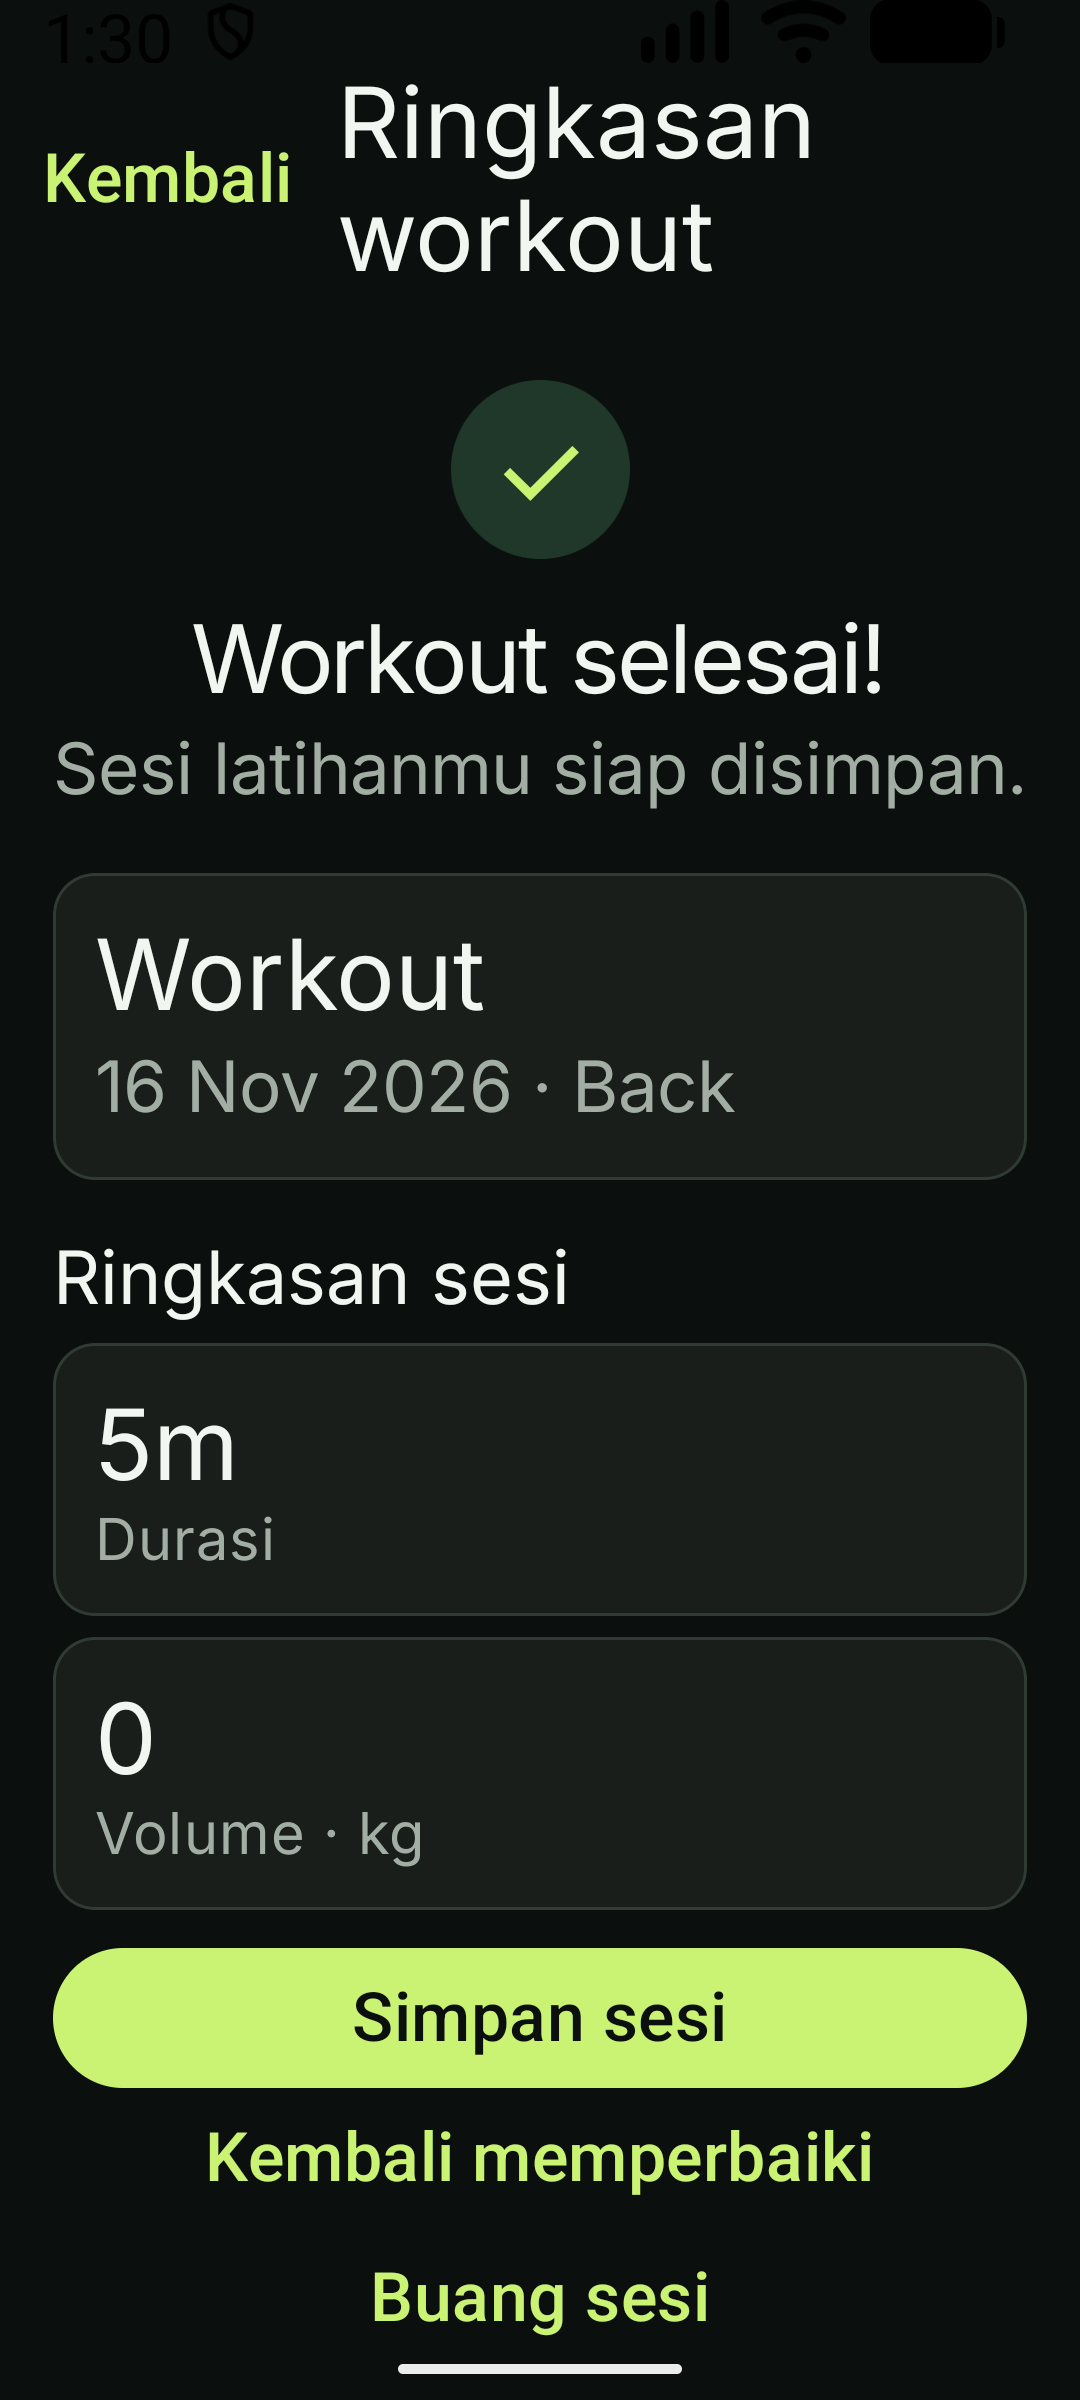 1:30
Kembali
Ringkasan
workout
Workout selesai!
Sesi latihanmu siap disimpan.
Workout
16 Nov 2026 · Back
Ringkasan sesi
5m
Durasi
0
Volume · kg
Simpan sesi
Kembali memperbaiki
Buang sesi